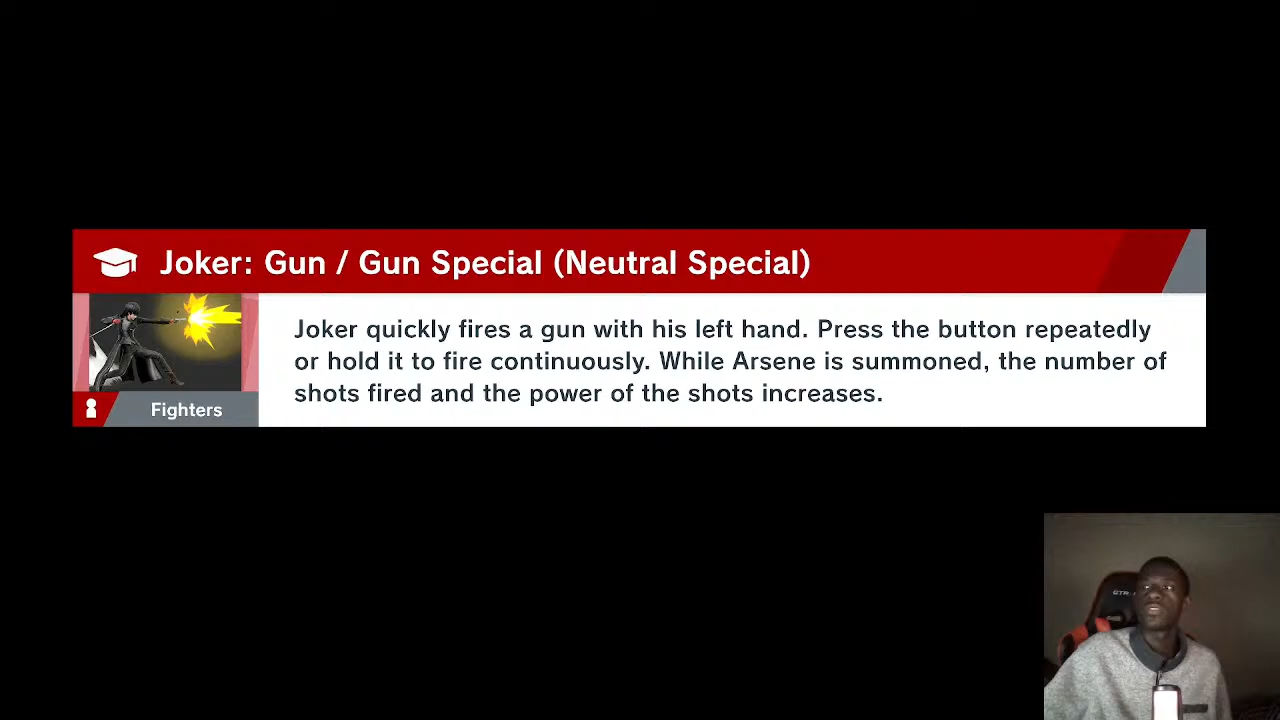 Joker: Gun / Gun Special (Neutral Special)
Joker quickly fires a gun with his left hand. Press the button repeatedly
or hold it to fire continuously. While Arsene is summoned, the number of
shots fired and the power of the shots increases.
Fighters